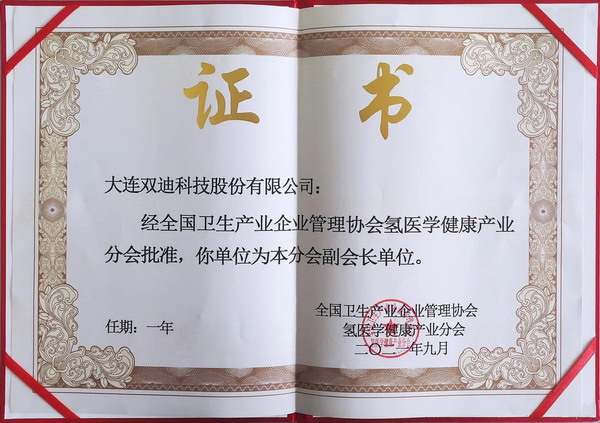 证书
大连双迪科技股份有限公司：
经全国卫生产业企业管理协会氢医学健康产业
分会批准，你单位为本分会副会长单位。
任期：一年
全国卫生产业企业管理协会
氢医学健康产业分会
二〇二一年九月